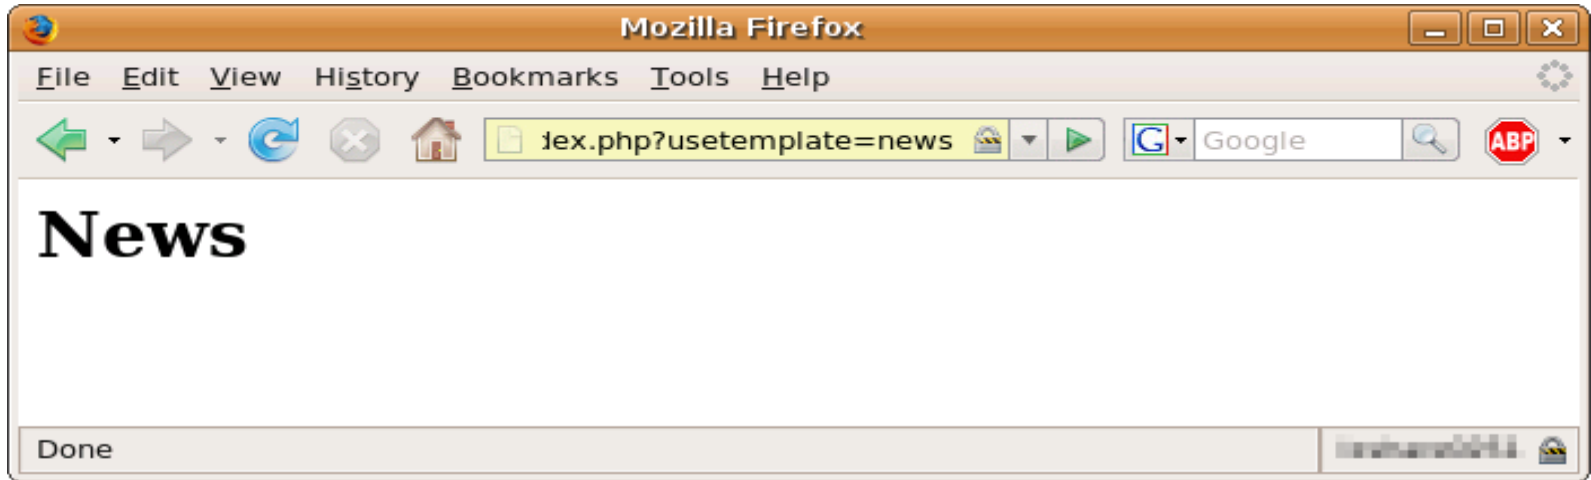 Mozilla Firefox
File Edit View History Bookmarks Tools Help
dex.php?usetemplate=news G Google ABP
News
Done